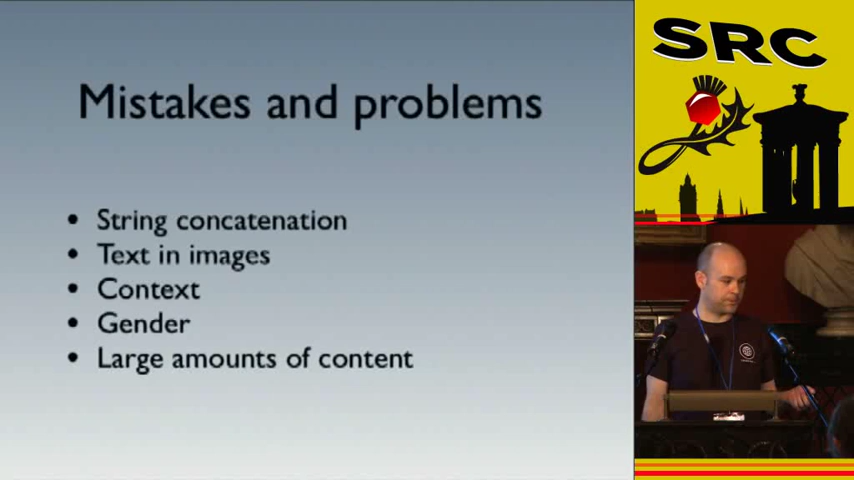 Mistakes and problems
• String concatenation
• Text in images
• Context
• Gender
• Large amounts of content
SRC